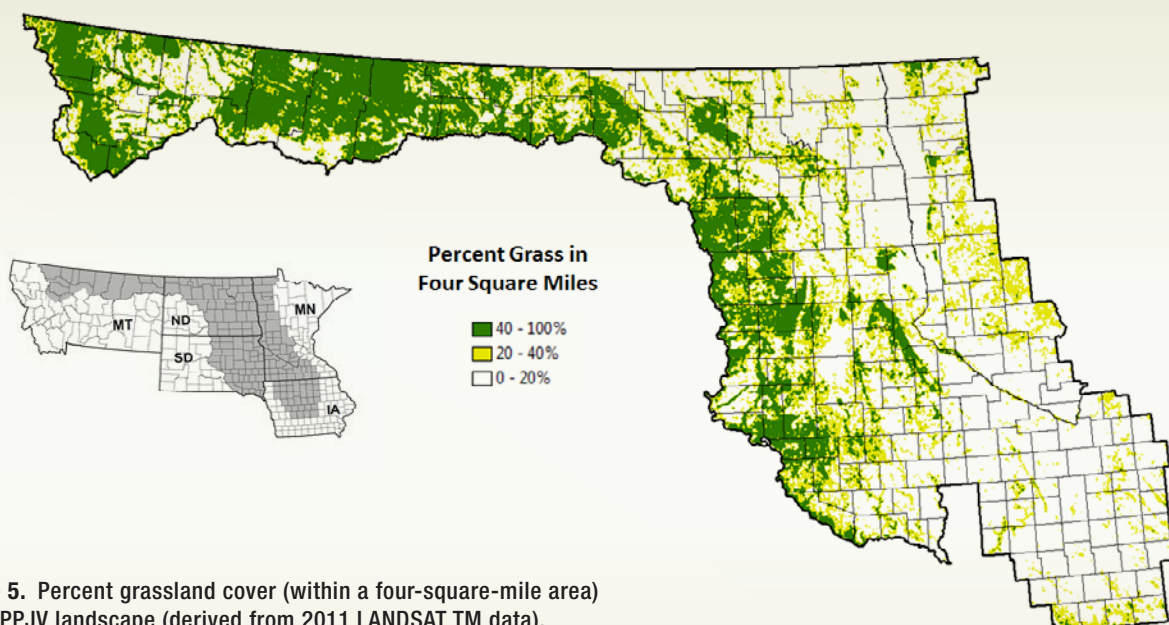 Percent Grass in
Four Square Miles
40 - 100%
20 - 40%
0 - 20%
MT
ND
SD
MN
IA
5. Percent grassland cover (within a four-square-mile area)
PPJV landscape (derived from 2011 LANDSAT TM data).